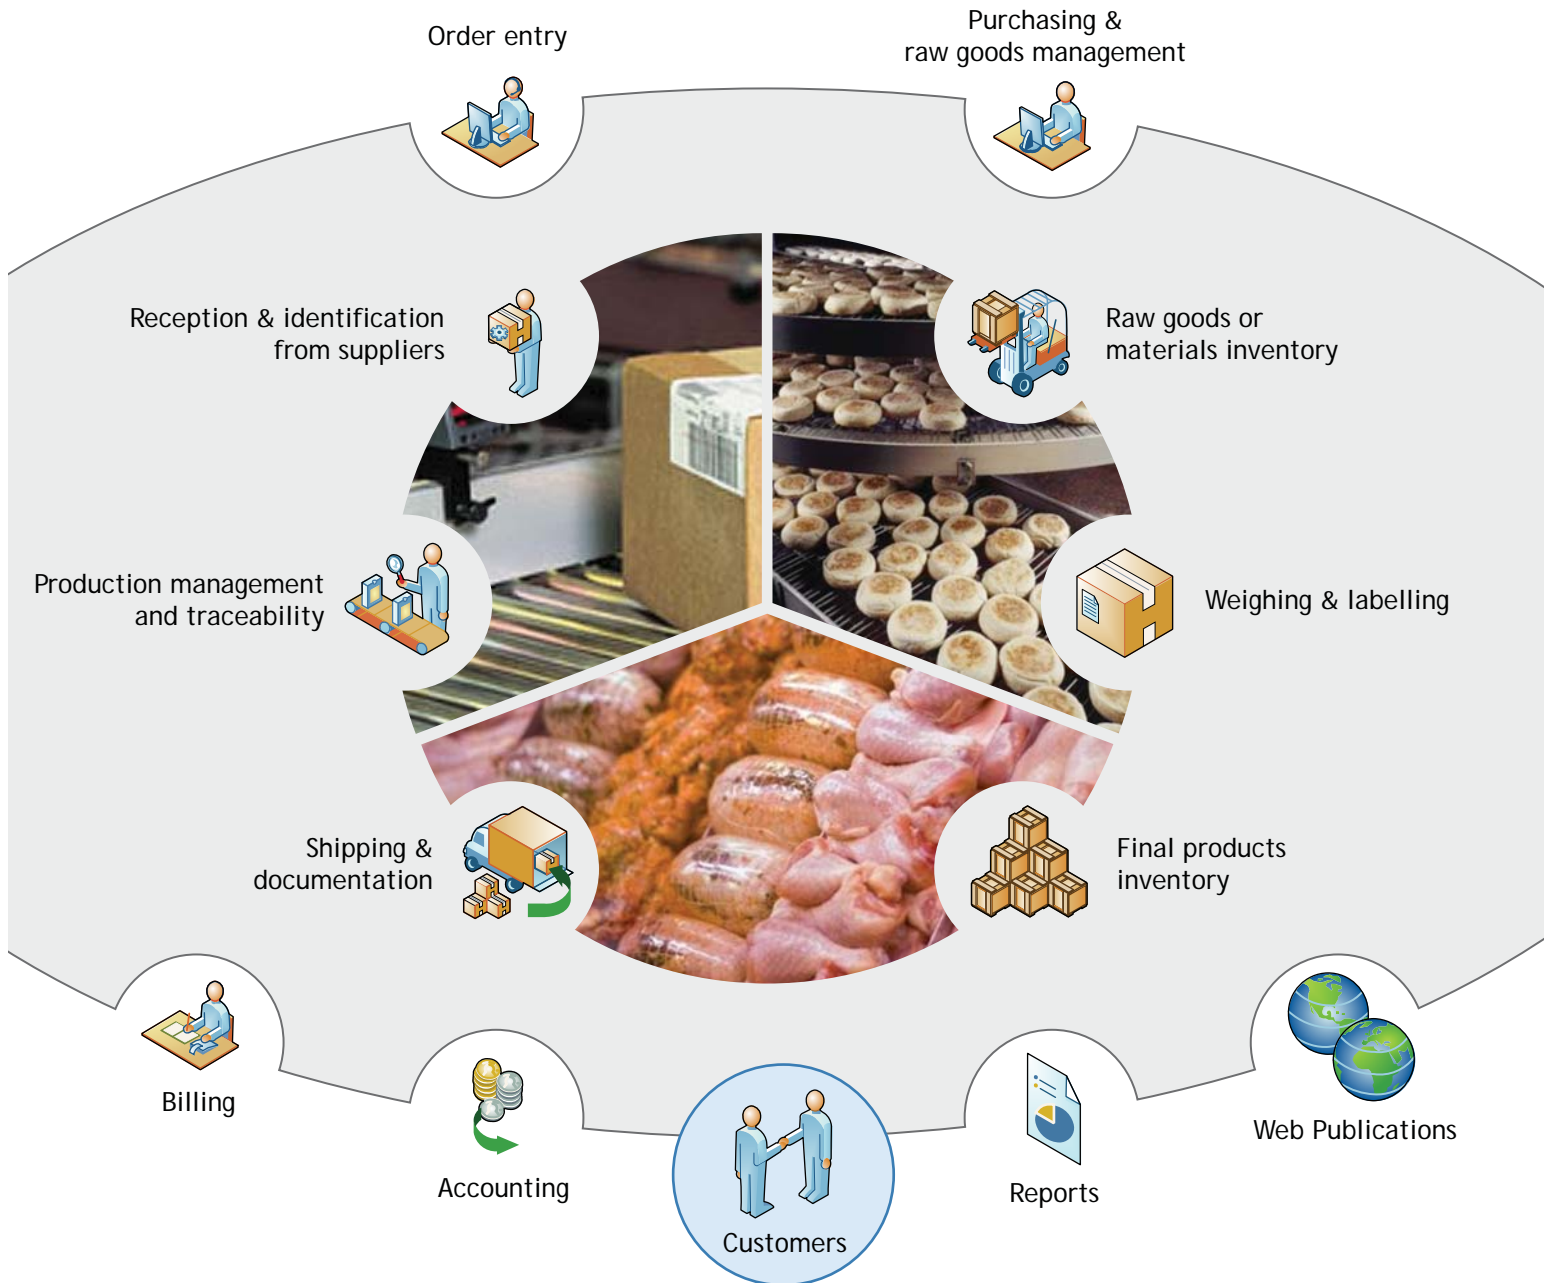 Order entry
Purchasing &
raw goods management
Reception & identification
from suppliers
Raw goods or
materials inventory
Production management
and traceability
Weighing & labelling
Shipping &
documentation
Final products
inventory
Billing
Accounting
Customers
Reports
Web Publications